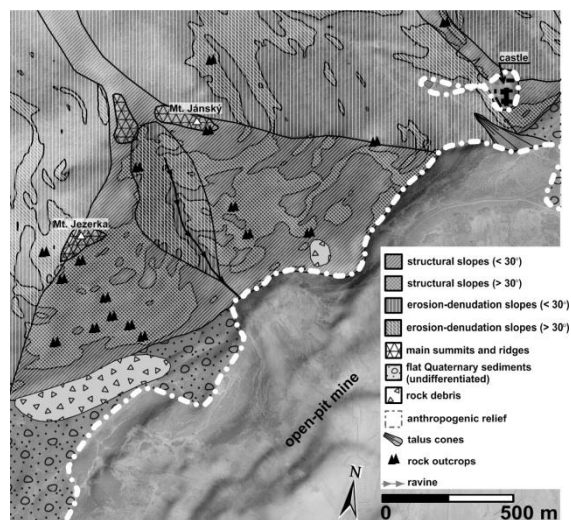 castle
Mt. Jánský
Mt. Jezerka
open-pit mine
structural slopes (< 30°)
structural slopes (> 30°)
erosion-denudation slopes (< 30°)
erosion-denudation slopes (> 30°)
main summits and ridges
flat Quaternary sediments
(undifferentiated)
rock debris
anthropogenic relief
talus cones
rock outcrops
ravine
N
0 500 m